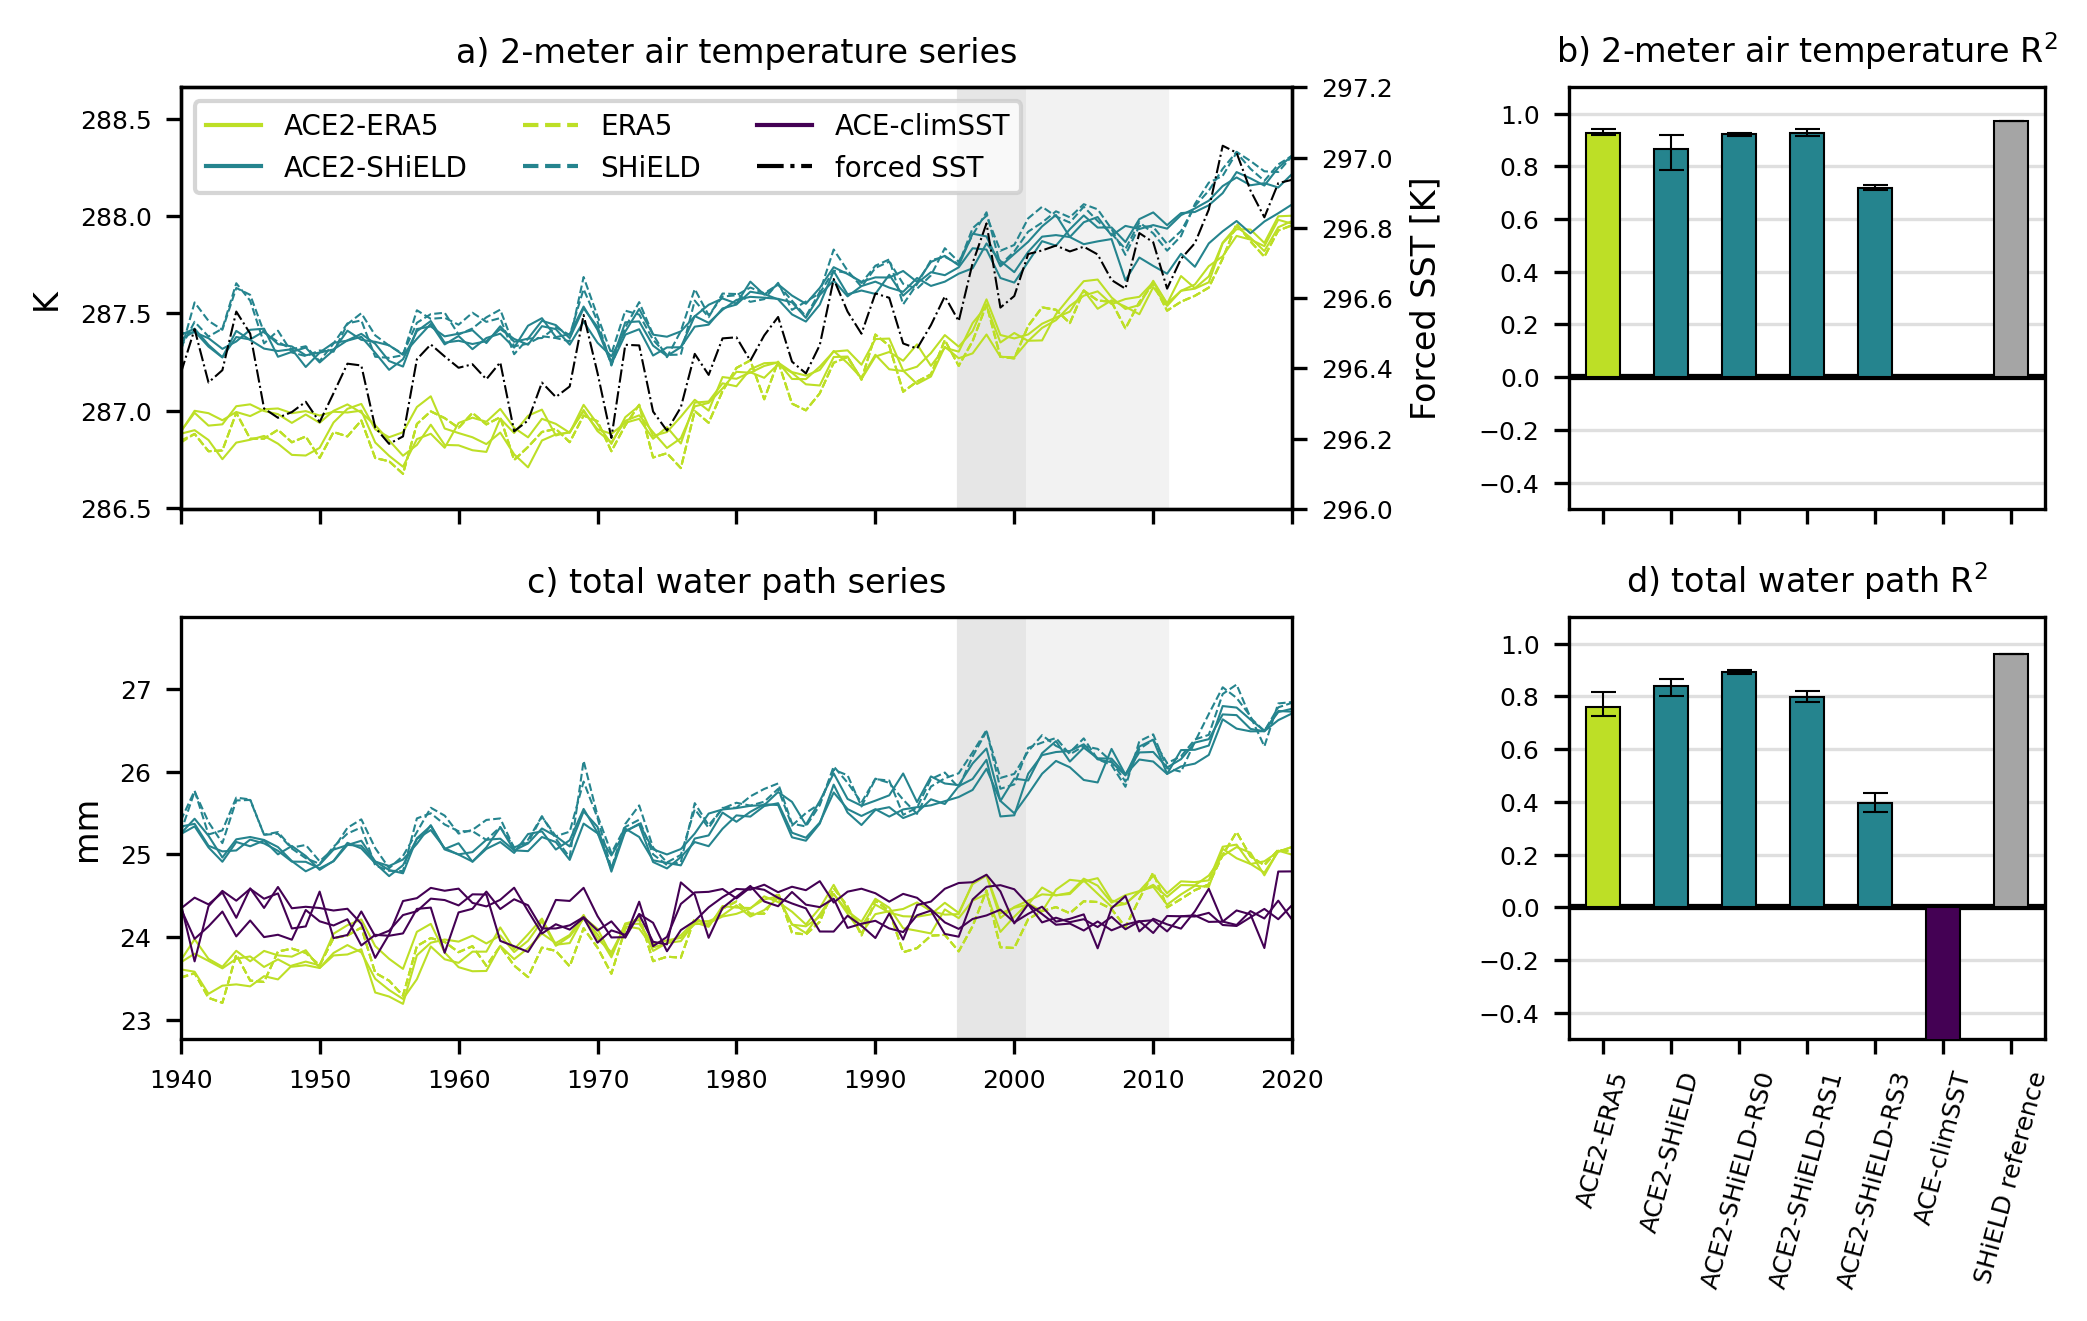 a) 2-meter air temperature series
b) 2-meter air temperature R²
288.5
288.0
287.5
287.0
286.5
K
ACE2-ERA5
ERA5
ACE-climSST
ACE2-SHiELD
SHiELD
forced SST
297.2
297.0
296.8
296.6
296.4
296.2
296.0
Forced SST [K]
1.0
0.8
0.6
0.4
0.2
0.0
−0.2
−0.4
c) total water path series
d) total water path R²
27
26
25
24
23
mm
1940 1950 1960 1970 1980 1990 2000 2010 2020
1.0
0.8
0.6
0.4
0.2
0.0
−0.2
−0.4
ACE2-ERA5
ACE2-SHiELD
ACE2-SHiELD-RS0
ACE2-SHiELD-RS1
ACE2-SHiELD-RS3
ACE-climSST
SHiELD reference